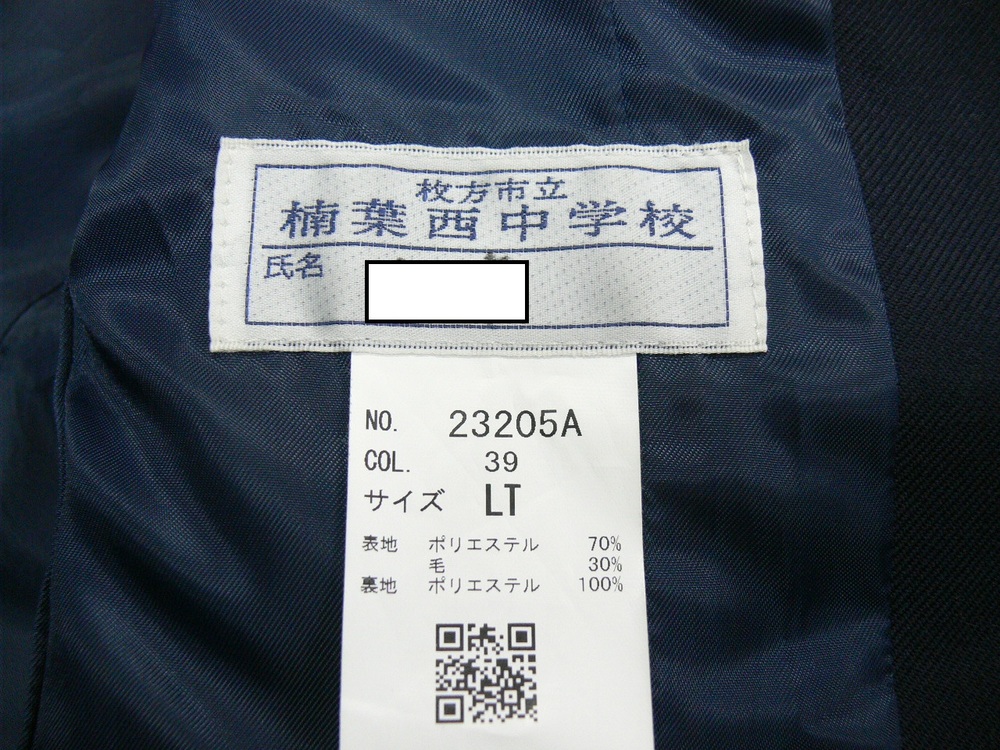 枚方市立
楠葉西中学校
氏名
NO. 23205A
COL. 39
サイズ LT
表地 ポリエステル 70%
毛 30%
裏地 ポリエステル 100%